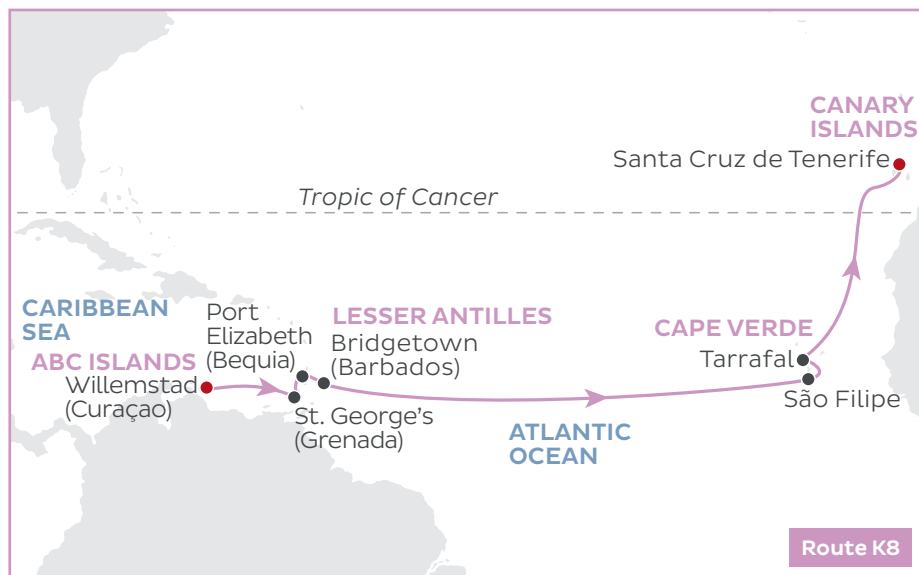 CANARY
ISLANDS
Santa Cruz de Tenerife
Tropic of Cancer
CARIBBEAN
SEA
Port
Elizabeth
(Bequia)
LESSER ANTILLES
Bridgetown
(Barbados)
ABC ISLANDS
Willemstad
(Curaçao)
St. George's
(Grenada)
CAPE VERDE
Tarrafal
São Filipe
ATLANTIC
OCEAN
Route K8